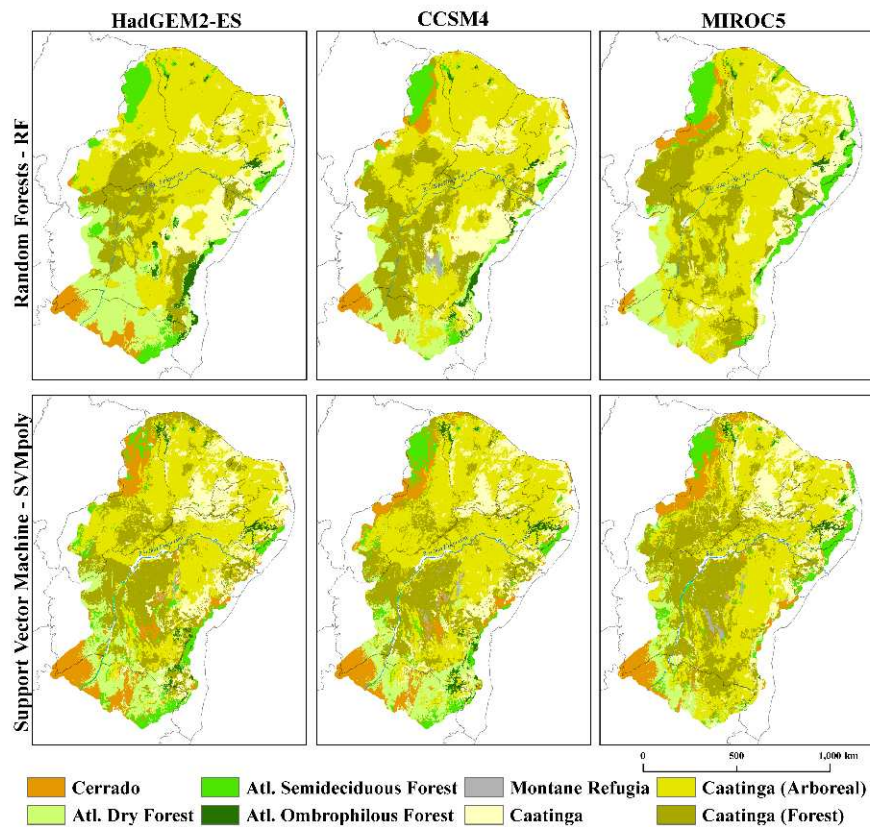 HadGEM2-ES CCSM4 MIROC5
Random Forests - RF
Support Vector Machine - SVMpoly
0 500 1,000 km
Cerrado Atl. Semideciduous Forest Montane Refugia Caatinga (Arboreal)
Atl. Dry Forest Atl. Ombrophilous Forest Caatinga Caatinga (Forest)